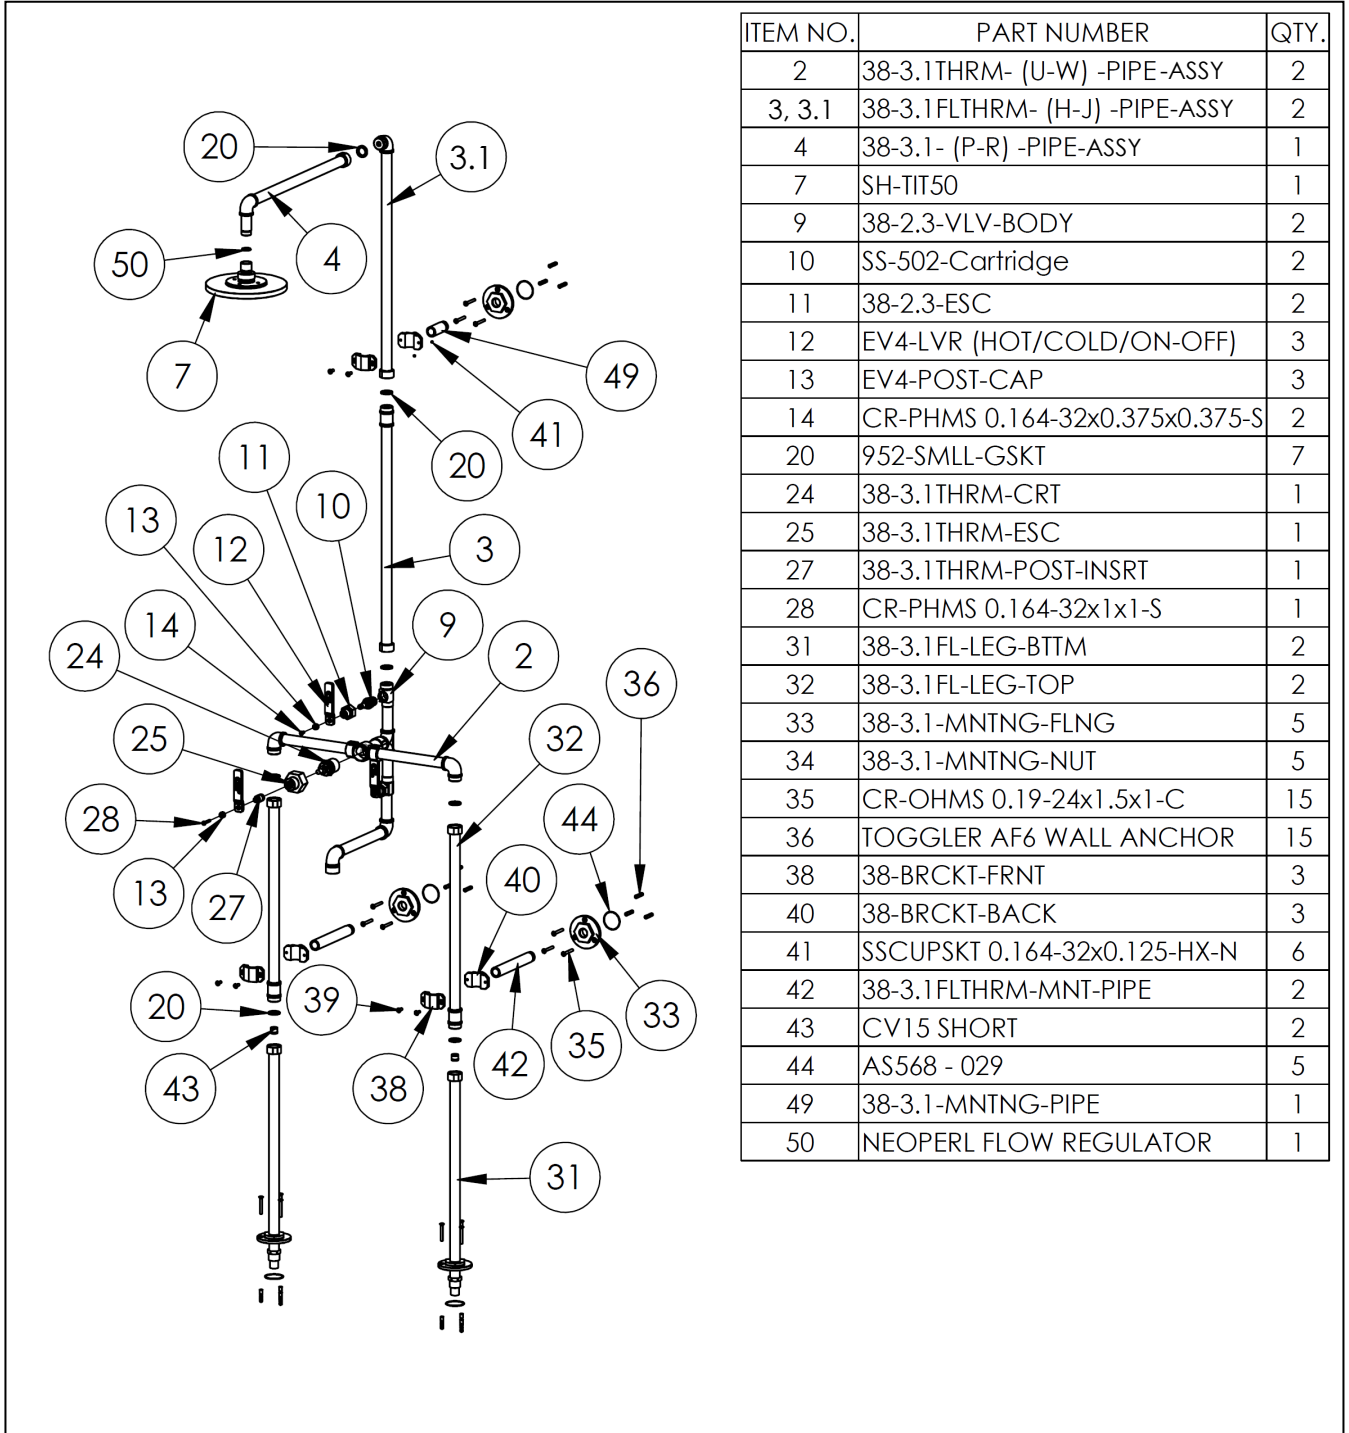 ITEM NO. PART NUMBER QTY.
2 38-3.1THRM- (U-W) -PIPE-ASSY 2
3, 3.1 38-3.1FLTHRM- (H-J) -PIPE-ASSY 2
4 38-3.1- (P-R) -PIPE-ASSY 1
7 SH-TIT50 1
9 38-2.3-VLV-BODY 2
10 SS-502-Cartridge 2
11 38-2.3-ESC 2
12 EV4-LVR (HOT/COLD/ON-OFF) 3
13 EV4-POST-CAP 3
14 CR-PHMS 0.164-32x0.375x0.375-S 2
20 952-SMLL-GSKT 7
24 38-3.1THRM-CRT 1
25 38-3.1THRM-ESC 1
27 38-3.1THRM-POST-INSRT 1
28 CR-PHMS 0.164-32x1x1-S 1
31 38-3.1FL-LEG-BTTM 2
32 38-3.1FL-LEG-TOP 2
33 38-3.1-MNTNG-FLNG 5
34 38-3.1-MNTNG-NUT 5
35 CR-OHMS 0.19-24x1.5x1-C 15
36 TOGGLER AF6 WALL ANCHOR 15
38 38-BRCKT-FRNT 3
40 38-BRCKT-BACK 3
41 SSCUPSKT 0.164-32x0.125-HX-N 6
42 38-3.1FLTHRM-MNT-PIPE 2
43 CV15 SHORT 2
44 AS568 - 029 5
49 38-3.1-MNTNG-PIPE 1
50 NEOPERL FLOW REGULATOR 1
20
3.1
50
4
7
49
41
20
11
10
13
12
3
14
9
24
2
36
25
32
28
44
13
27
40
20
39
33
43
38
42
35
31